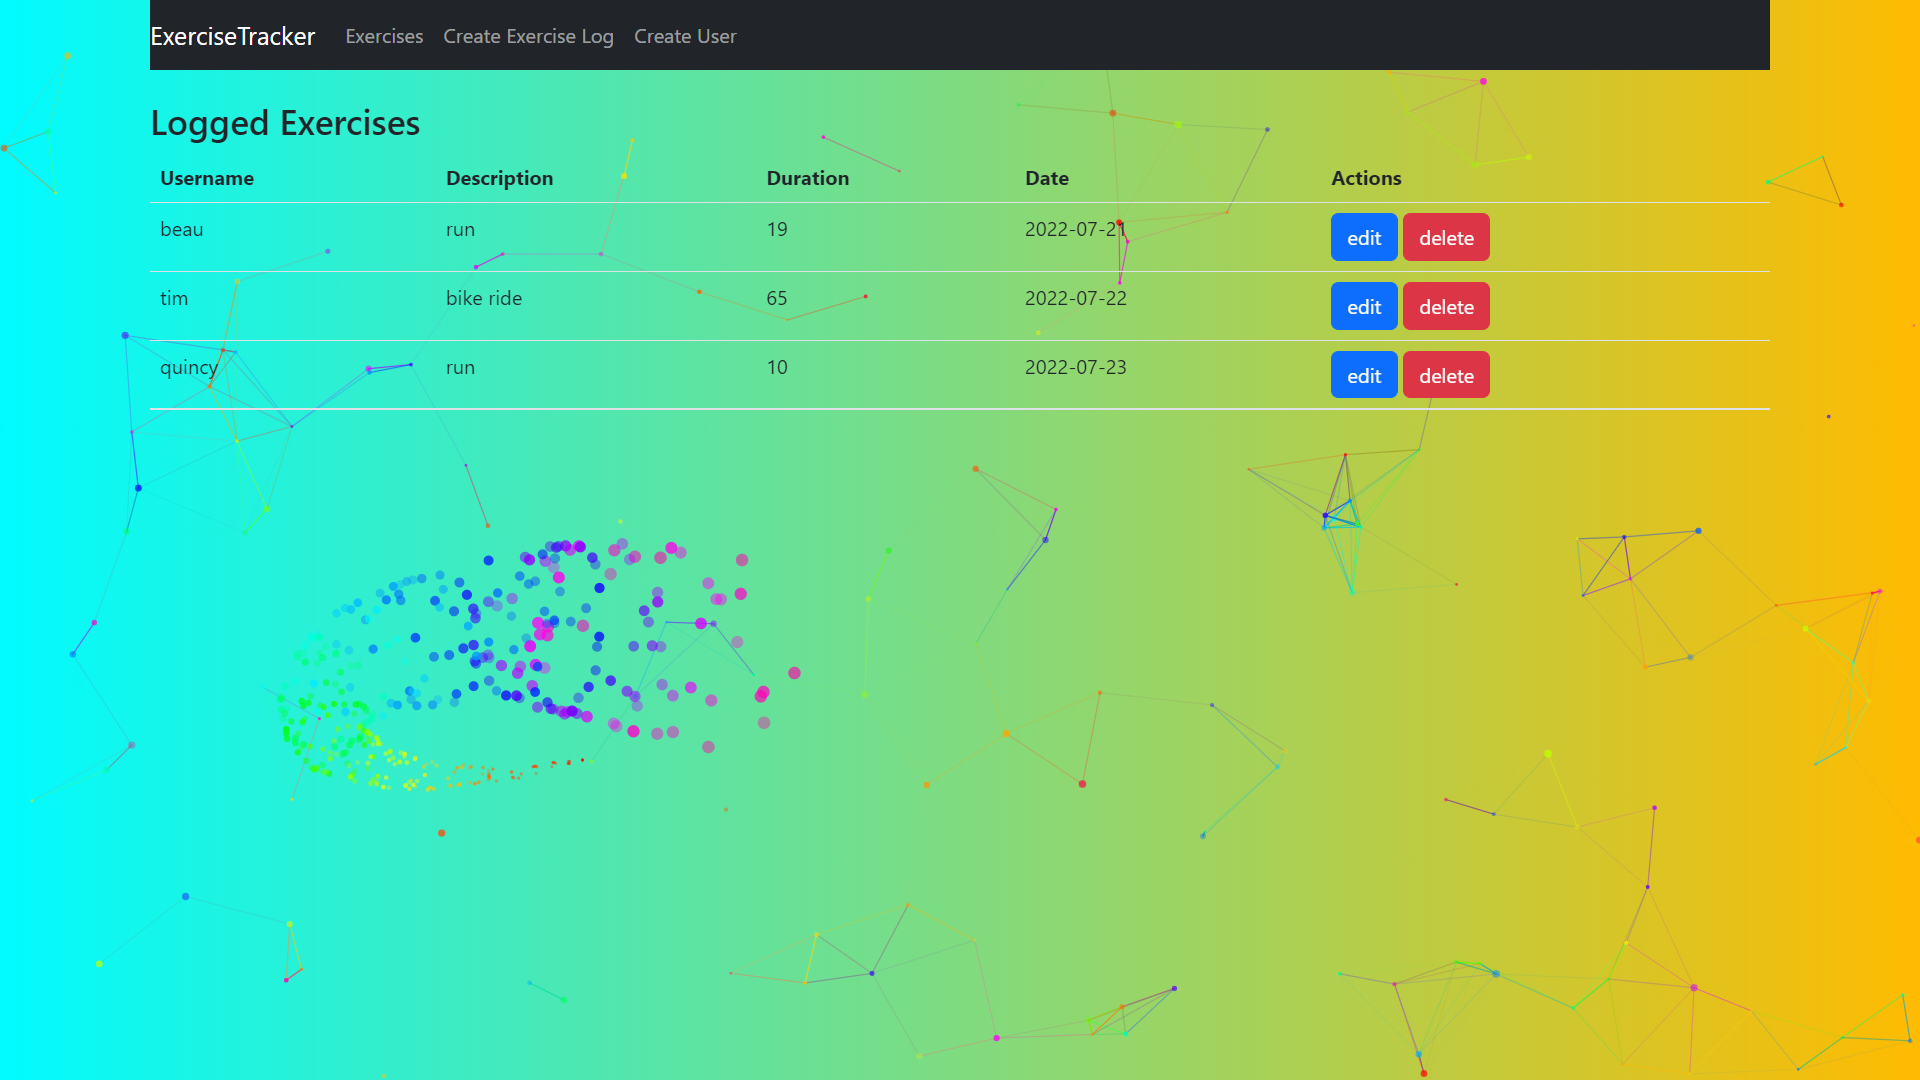 ExerciseTracker Exercises Create Exercise Log Create User
Logged Exercises
Username Description Duration Date Actions
beau run 19 2022-07-21 edit delete
tim bike ride 65 2022-07-22 edit delete
quincy run 10 2022-07-23 edit delete